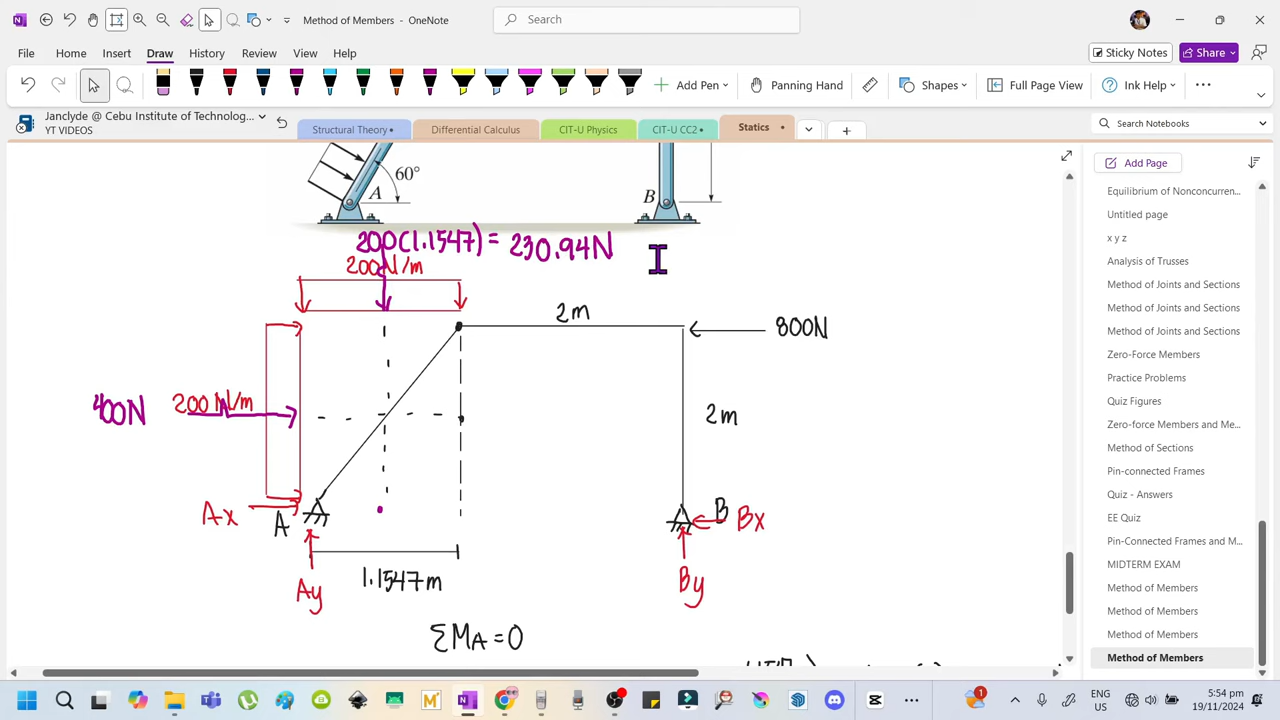 Method of Members - OneNote
Search
File
Home
Insert
Draw
History
Review
View
Help
Sticky Notes
Share
Add Pen
Panning Hand
Shapes
Full Page View
Ink Help
Janclyde @ Cebu Institute of Technolog...
YT VIDEOS
Structural Theory
Differential Calculus
CIT-U Physics
CIT-U CC2
Statics
Search Notebooks
Add Page
Equilibrium of Nonconcurren...
Untitled page
x y z
Analysis of Trusses
Method of Joints and Sections
Method of Joints and Sections
Method of Joints and Sections
Zero-Force Members
Practice Problems
Quiz Figures
Zero-force Members and Me...
Method of Sections
Pin-connected Frames
Quiz - Answers
EE Quiz
Pin-Connected Frames and M...
MIDTERM EXAM
Method of Members
Method of Members
Method of Members
Method of Members
60°
A
B
200(1.1547) = 230.94N
200N/m
2m
800N
400N
200 N/m
2m
Ax
A
B
Bx
Ay
1.1547m
By
ΣMA = 0
ENG
PH
5:54 pm
19/11/2024
1